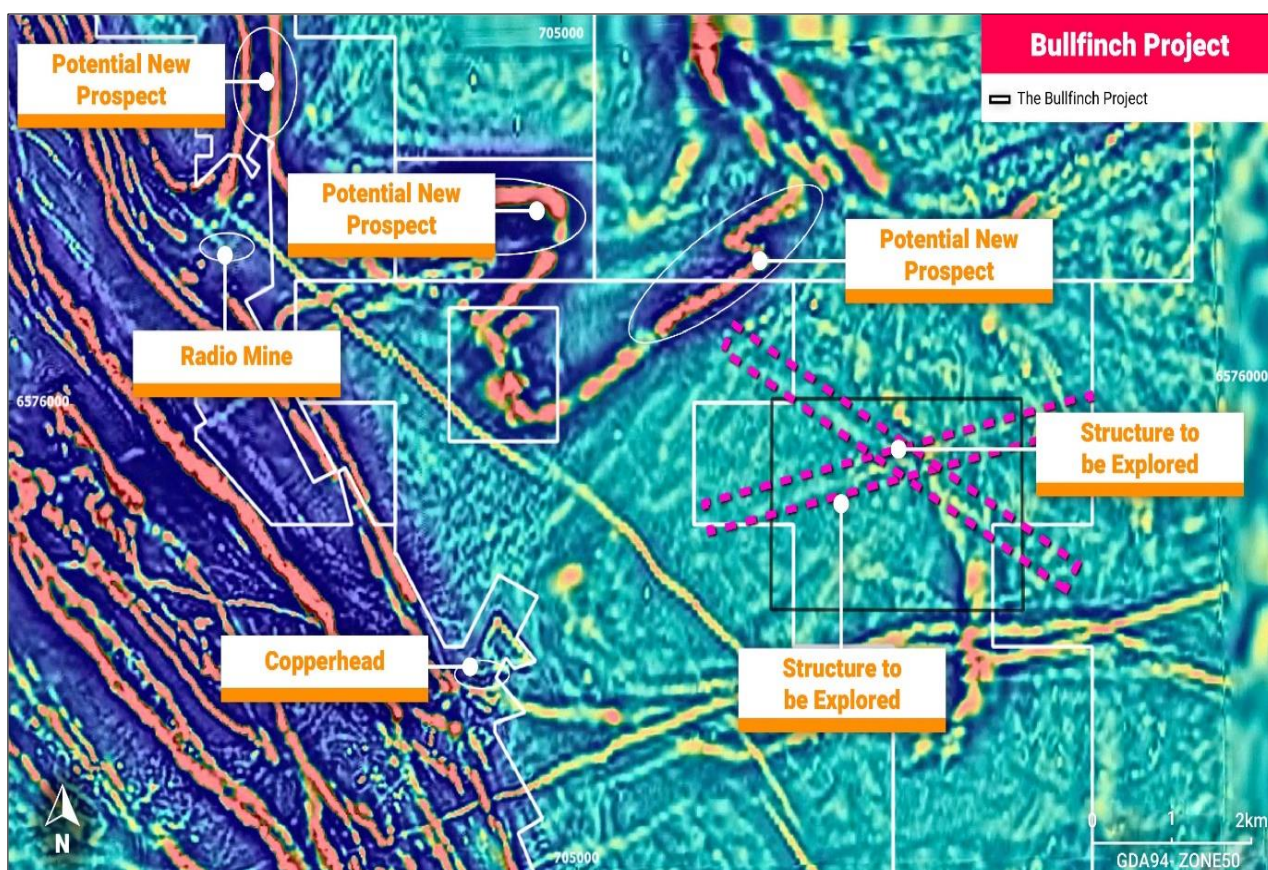 705000
Bullfinch Project
The Bullfinch Project
Potential New
Prospect
Potential New
Prospect
Potential New
Prospect
Radio Mine
6576000
6576000
Structure to
be Explored
Copperhead
Structure to
be Explored
N
705000
0 1 2km
GDA94- ZONE50